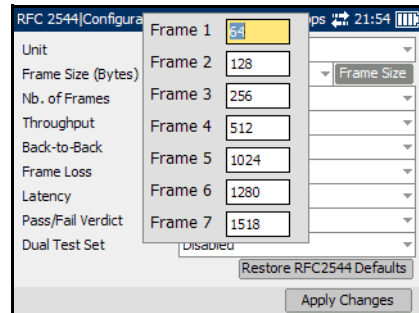 RFC 2544|Configura
ps 21:54
Frame 1 64
Frame 2 128
Frame 3 256
Frame 4 512
Frame 5 1024
Frame 6 1280
Frame 7 1518
Unit
Frame Size (Bytes)
Frame Size
Nb. of Frames
Throughput
Back-to-Back
Frame Loss
Latency
Pass/Fail Verdict
Dual Test Set
Disabled
Restore RFC2544 Defaults
Apply Changes